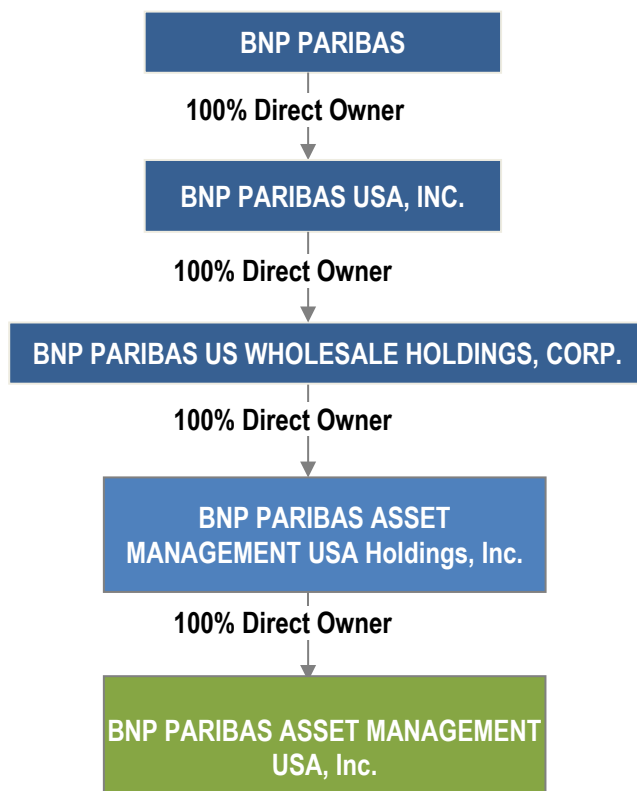 BNP PARIBAS
100% Direct Owner
BNP PARIBAS USA, INC.
100% Direct Owner
BNP PARIBAS US WHOLESALE HOLDINGS, CORP.
100% Direct Owner
BNP PARIBAS ASSET
MANAGEMENT USA Holdings, Inc.
100% Direct Owner
BNP PARIBAS ASSET MANAGEMENT
USA, Inc.